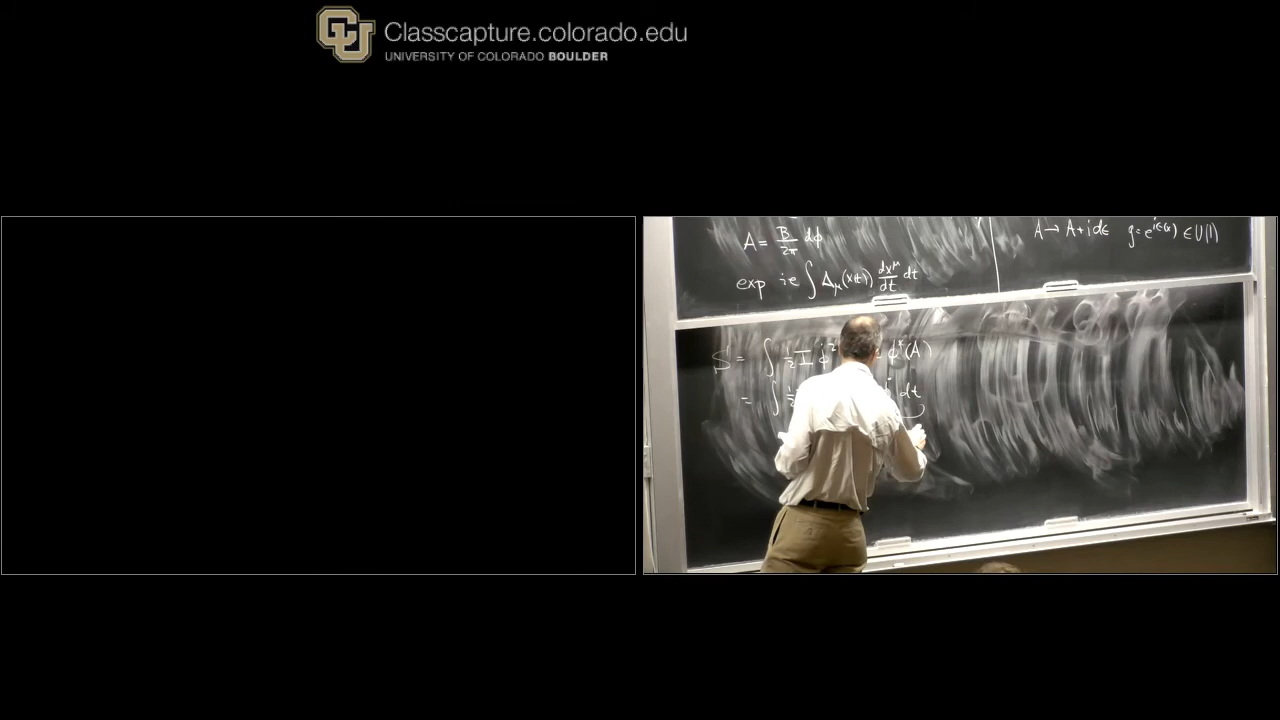 CU
Classcapture.colorado.edu
UNIVERSITY OF COLORADO BOULDER
A = B/2π dϕ
exp ie ∫ A_μ(x(t)) dx^μ/dt dt
A → A + idϵ g = e^{iϵ(x)} ∈ U(1)
S = ∫ ½ I ϕ̇² ϕ*(A)
= ∫ ½ dt